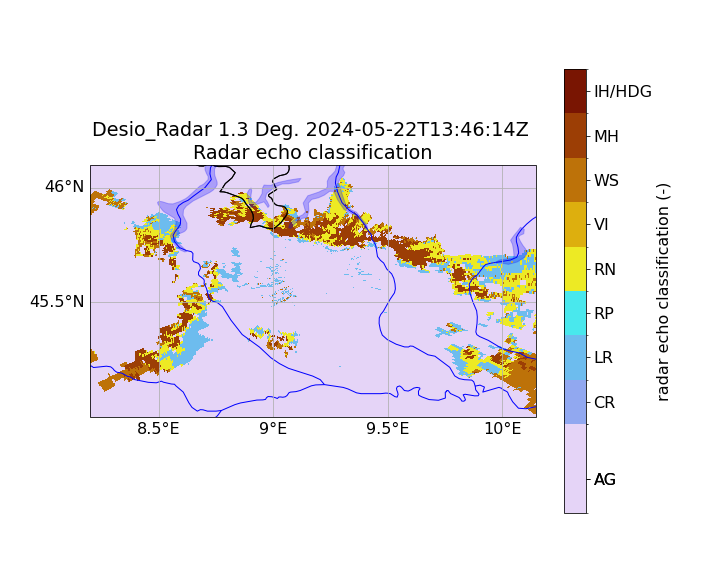 Desio_Radar 1.3 Deg. 2024-05-22T13:46:14Z
Radar echo classification
46°N
45.5°N
8.5°E
9°E
9.5°E
10°E
IH/HDG
MH
WS
VI
RN
RP
LR
CR
AG
radar echo classification (-)